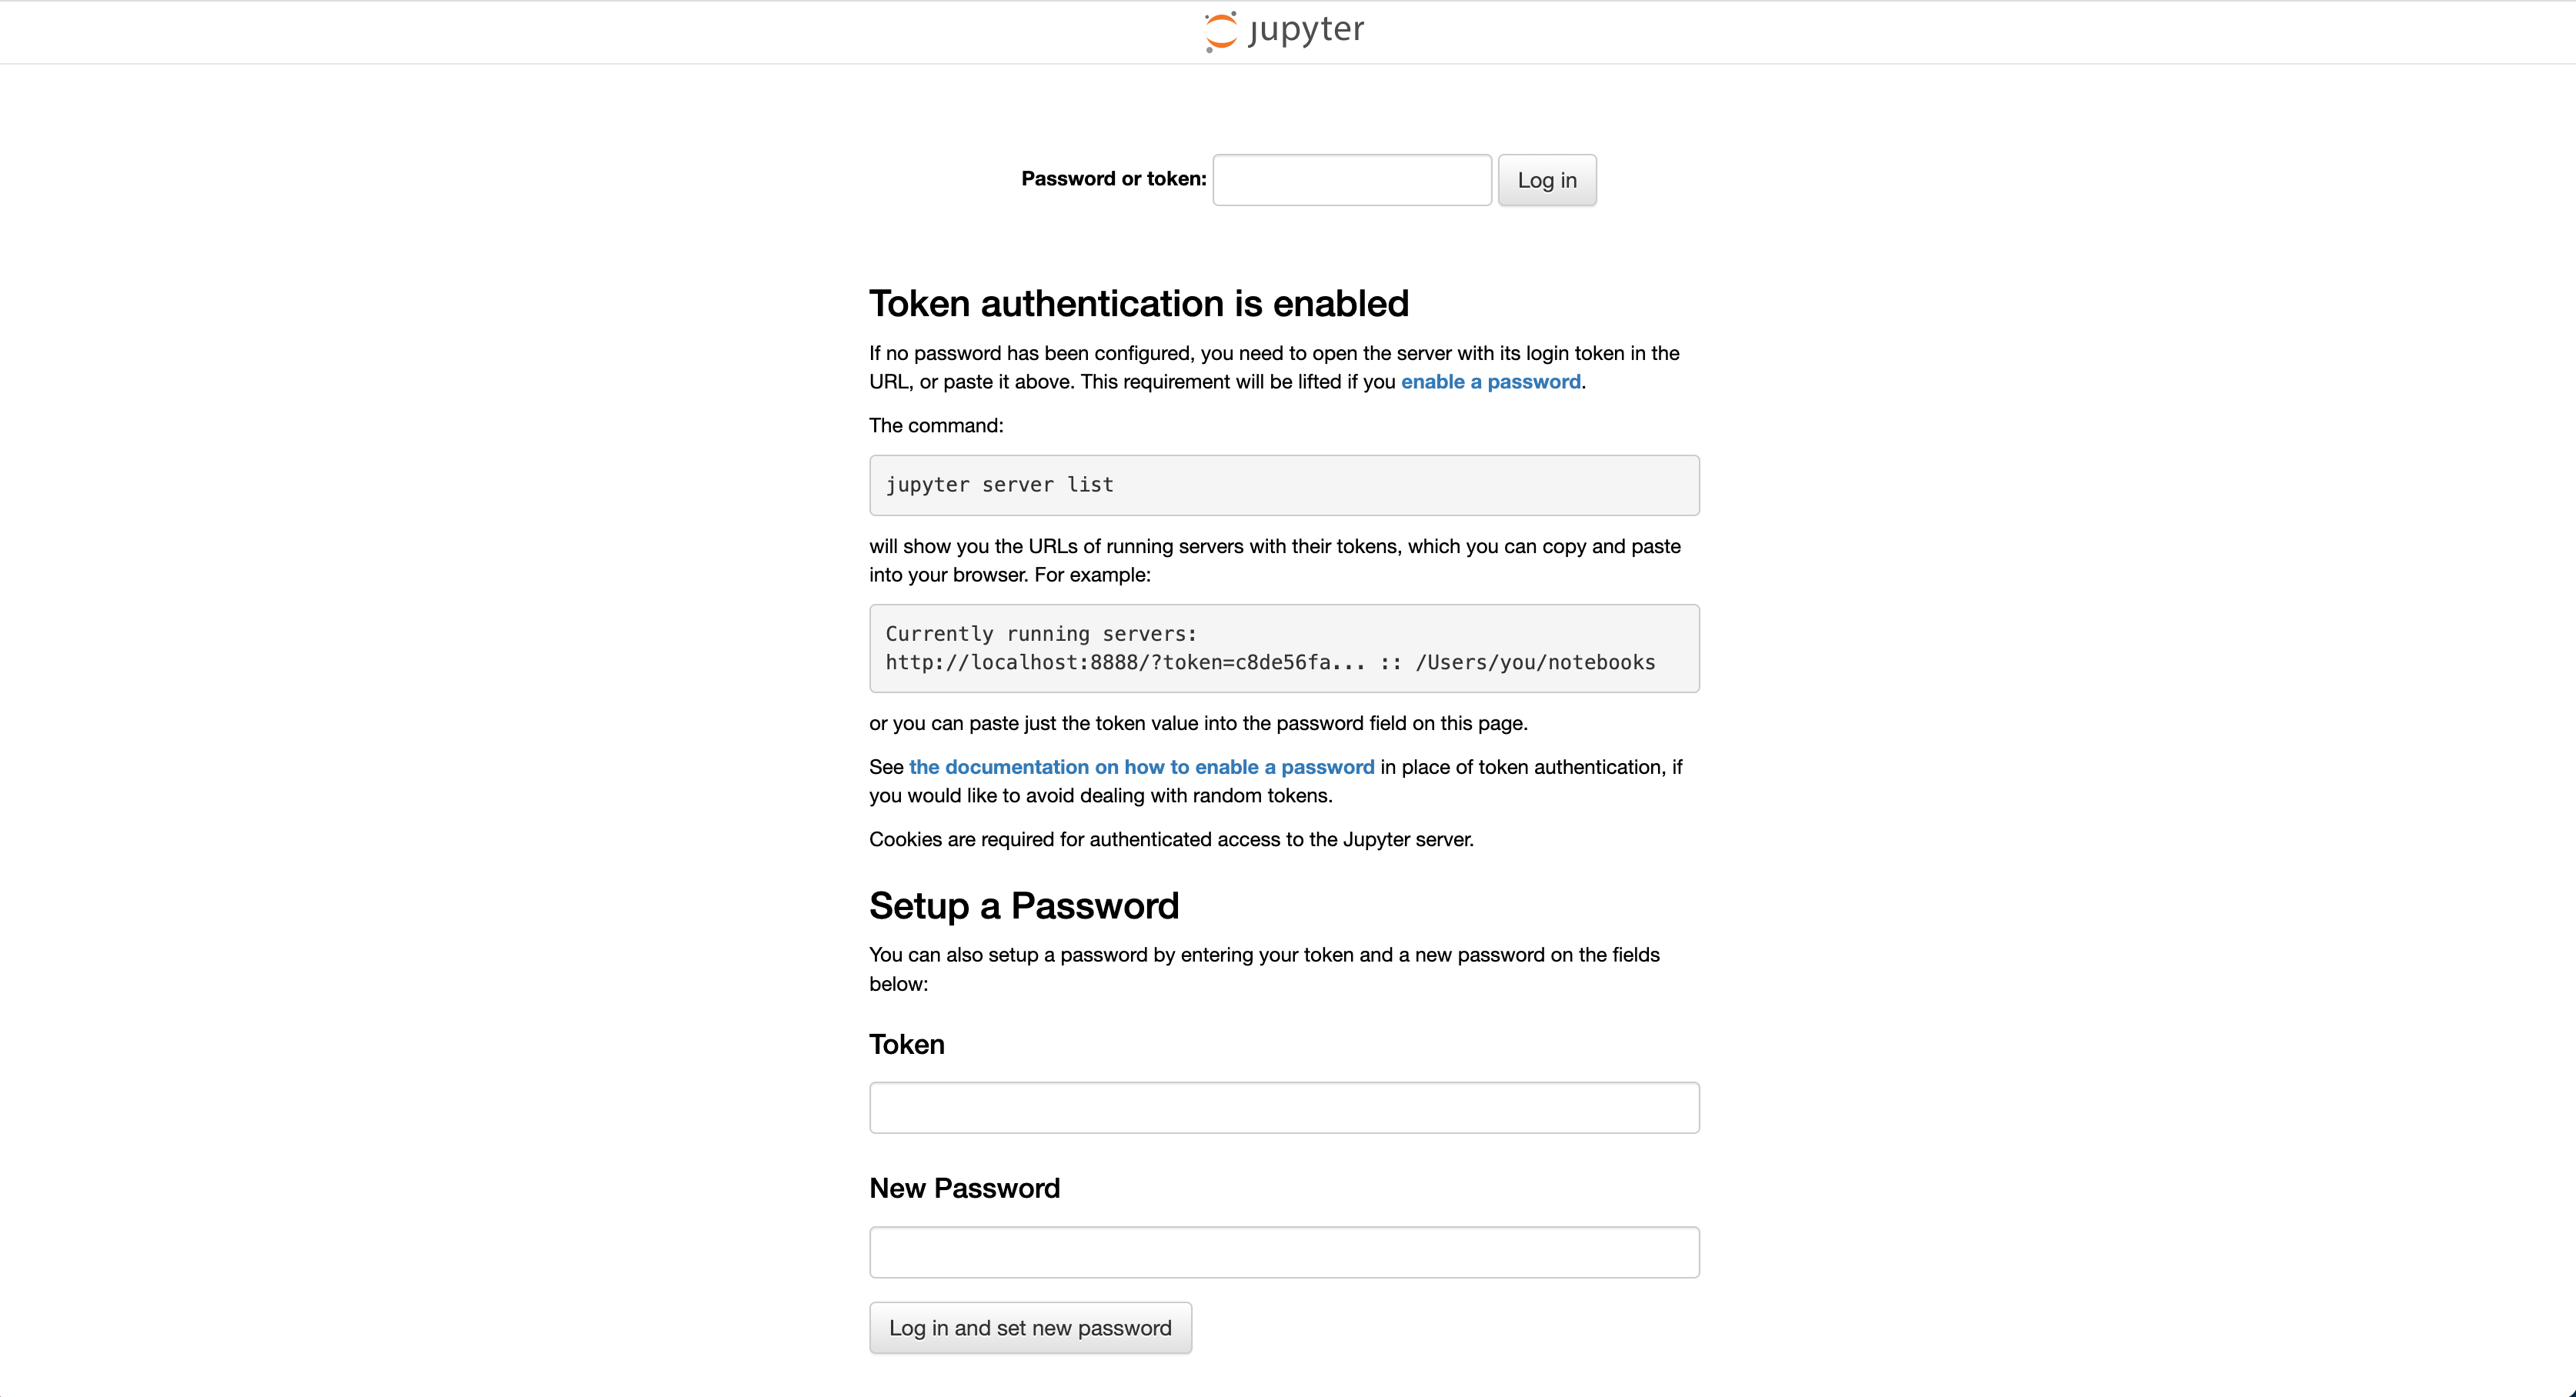 jupyter
Password or token:
Log in
Token authentication is enabled
If no password has been configured, you need to open the server with its login token in the
URL, or paste it above. This requirement will be lifted if you enable a password.
The command:
jupyter server list
will show you the URLs of running servers with their tokens, which you can copy and paste
into your browser. For example:
Currently running servers:
http://localhost:8888/?token=c8de56fa... :: /Users/you/notebooks
or you can paste just the token value into the password field on this page.
See the documentation on how to enable a password in place of token authentication, if
you would like to avoid dealing with random tokens.
Cookies are required for authenticated access to the Jupyter server.
Setup a Password
You can also setup a password by entering your token and a new password on the fields
below:
Token
New Password
Log in and set new password